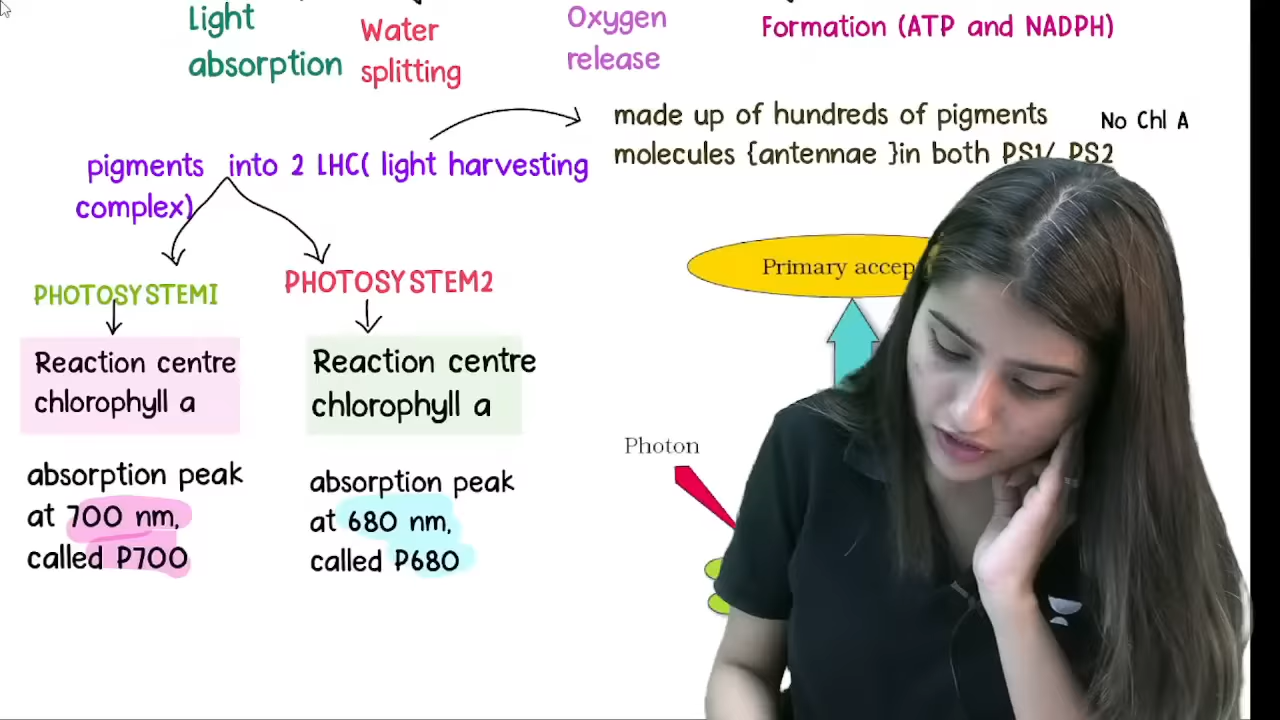 Light
absorption
Water
splitting
Oxygen
release
Formation (ATP and NADPH)
made up of hundreds of pigments
molecules {antennae }in both PS1/ PS2
No Chl A
pigments into 2 LHC( light harvesting
complex)
PHOTOSYSTEM1
Reaction centre
chlorophyll a
absorption peak
at 700 nm,
called P700
PHOTOSYSTEM2
Reaction centre
chlorophyll a
absorption peak
at 680 nm,
called P680
Primary
Photon